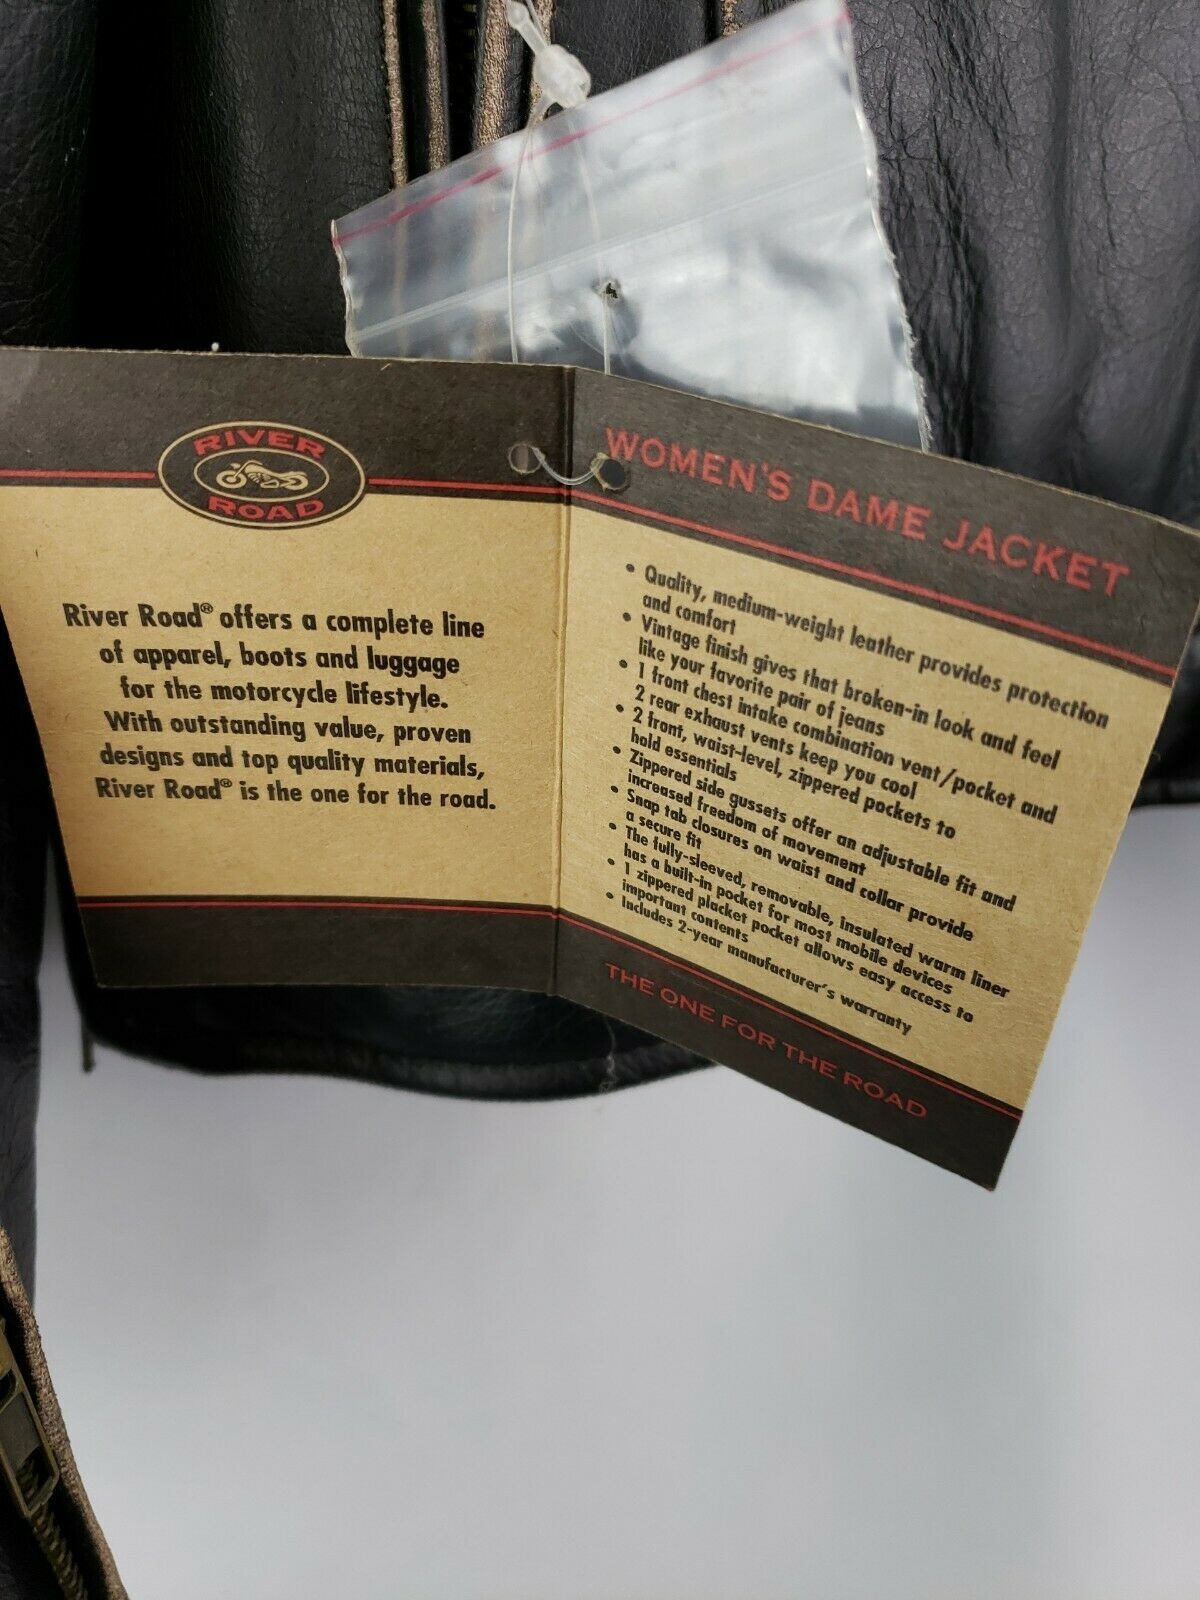 RIVER
ROAD
River Road® offers a complete line
of apparel, boots and luggage
for the motorcycle lifestyle.
With outstanding value, proven
designs and top quality materials,
River Road® is the one for the road.
WOMEN'S DAME JACKET
• Quality, medium-weight leather provides protection
and comfort
• Vintage finish gives that broken-in look and feel
like your favorite pair of jeans
• 1 front chest intake combination vent/pocket and
2 rear exhaust vents keep you cool
• 2 front, waist-level, zippered pockets to
hold essentials
• Zippered side gussets offer an adjustable fit and
increased freedom of movement
• Snap tab closures on waist and collar provide
a secure fit
• The fully-sleeved, removable, insulated warm liner
has a built-in pocket for most mobile devices
• 1 zippered placket pocket allows easy access to
important contents
• Includes 2-year manufacturer's warranty
THE ONE FOR THE ROAD